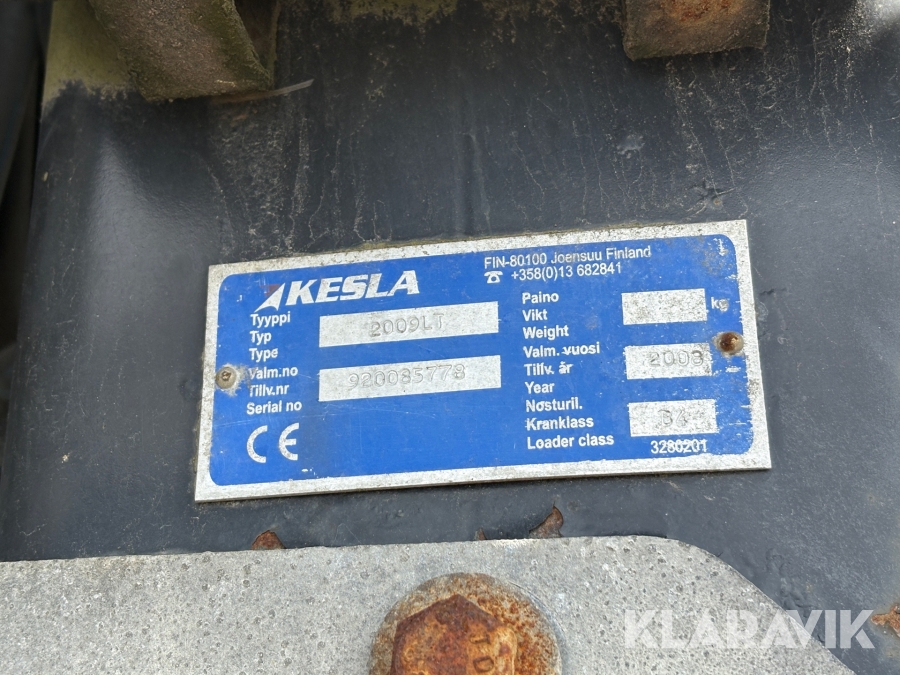 KESLA
FIN-80100 Joensuu Finland
☎ +358(0)13 682841
Tyyppi
Typ
Type
2009LT
Valm.no
Tillv.nr
Serial no
920085778
CE
Paino
Vikt
Weight
kg
Valm. vuosi
Tillv. år
Year
2008
Nosturil.
Kranklass
Loader class
3280201
KLARAVIK